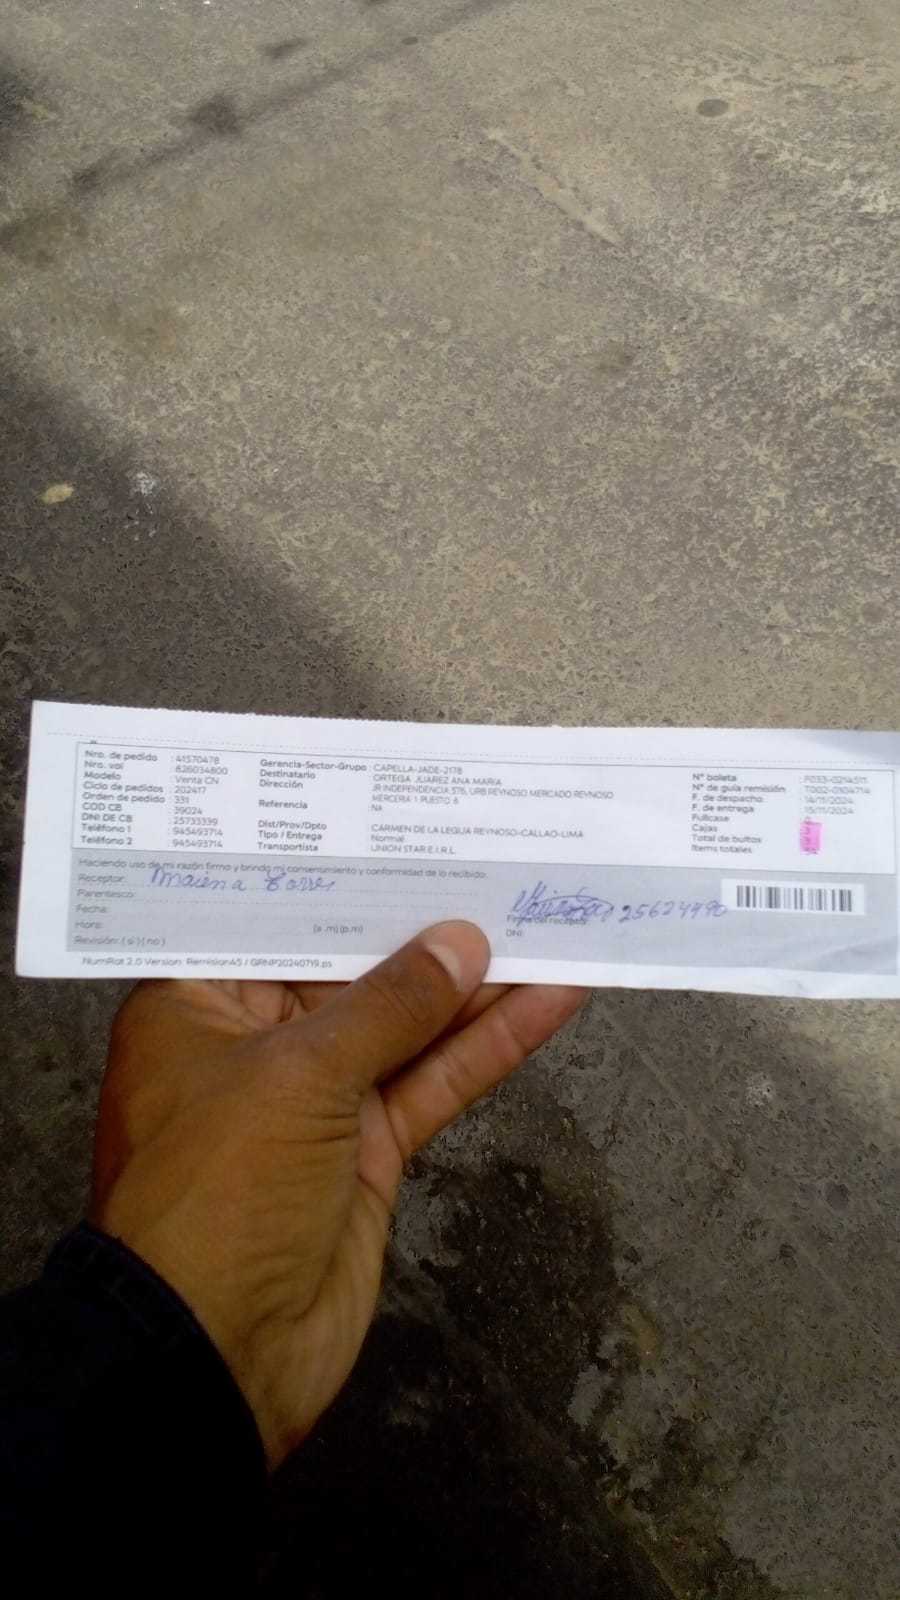 Nro. de pedido : 41570478
Nro. vol : 826034800
Modelo : Venta CN
Ciclo de pedidos : 202417
Orden de pedido : 331
COD CB : 39024
DNI DE CB : 25733339
Teléfono 1 : 945493714
Teléfono 2 : 945493714
Gerencia-Sector-Grupo : CAPELLA-JADE-2178
Destinatario : ORTEGA JUAREZ ANA MARIA
Dirección : JR INDEPENDENCIA 576, URB REYNOSO MERCADO REYNOSO
MERCERIA 1 PUESTO 6
Referencia : NA
Dist/Prov/Dpto : CARMEN DE LA LEGUA REYNOSO-CALLAO-LIMA
Tipo / Entrega : Normal
Transportista : UNION STAR E.I.R.L.
N° boleta : F033-0214511
N° de guía remisión : T002-0104714
F. de despacho : 14/11/2024
F. de entrega : 15/11/2024
Fullcase
Cajas
Total de bultos
Items totales
Haciendo uso de mi razón firmo y brindo mi consentimiento y conformidad de lo recibido.
Receptor:
Parentesco:
Fecha:
Hora: (a .m) (p.m)
Revisión: ( si ) ( no )
25624990
Firma del receptor:
DNI:
NumRot 2.0 Version: Remision45 / GRNP20240719.ps